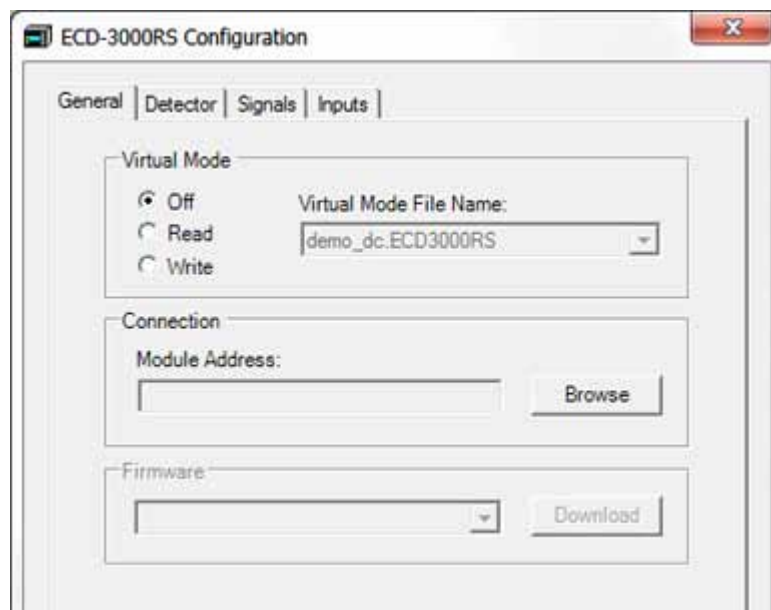 ECD-3000RS Configuration
General Detector Signals Inputs
Virtual Mode
Off
Virtual Mode File Name:
Read
demo_dc.ECD3000RS
Write
Connection
Module Address:
Browse
Firmware
Download